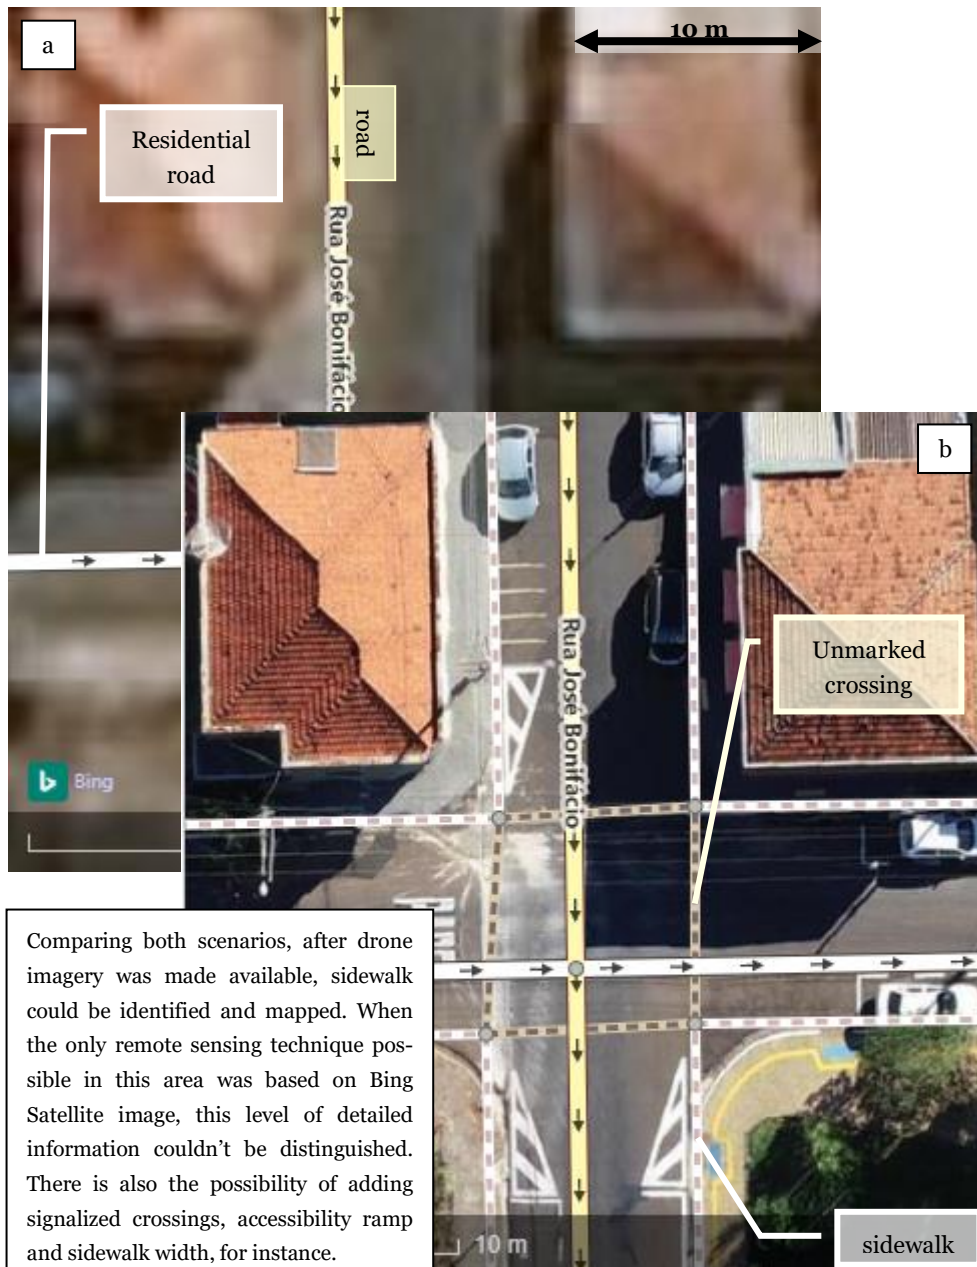 a
10 m
Residential
road
road
Rua José Bonifácio
Bing
b
Rua José Bonifácio
Unmarked
crossing
Comparing both scenarios, after drone
imagery was made available, sidewalk
could be identified and mapped. When
the only remote sensing technique pos-
sible in this area was based on Bing
Satellite image, this level of detailed
information couldn’t be distinguished.
There is also the possibility of adding
signalized crossings, accessibility ramp
and sidewalk width, for instance.
10 m
sidewalk